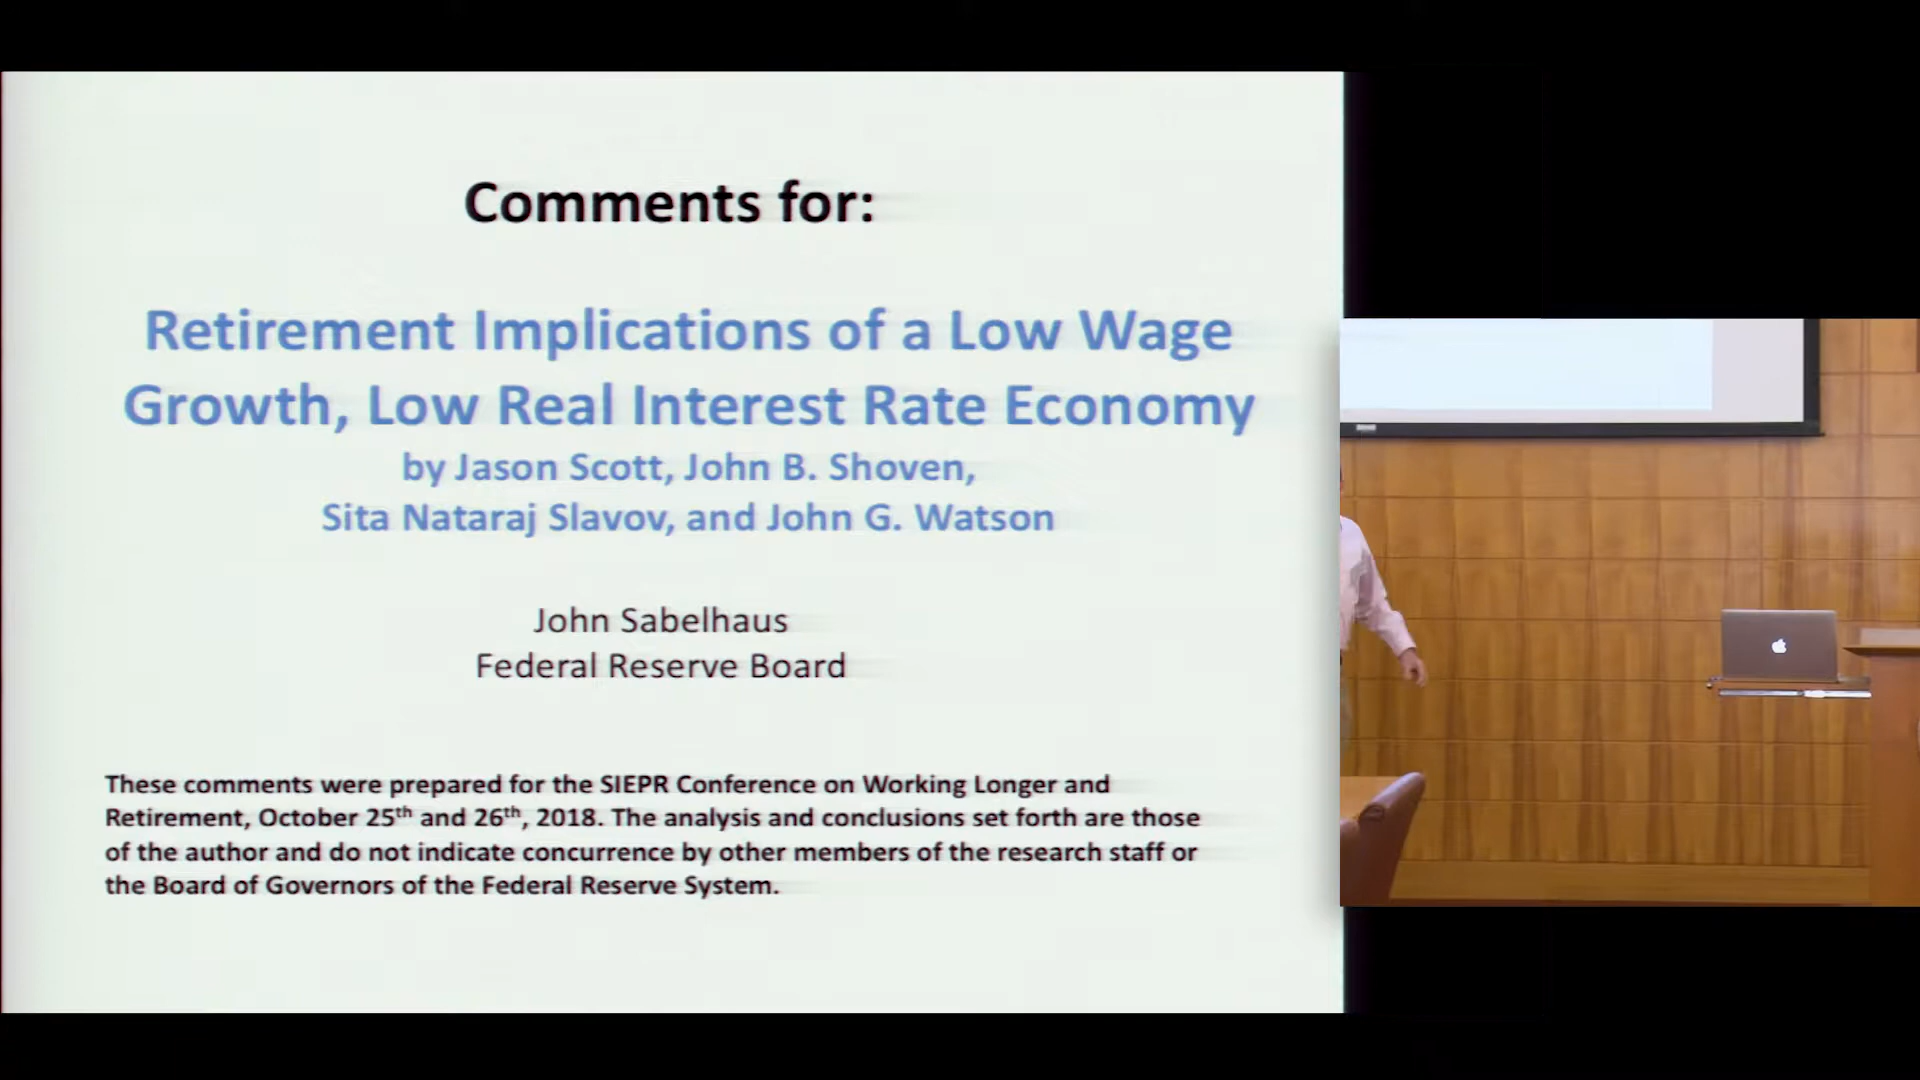 Comments for:
Retirement Implications of a Low Wage
Growth, Low Real Interest Rate Economy
by Jason Scott, John B. Shoven,
Sita Nataraj Slavov, and John G. Watson
John Sabelhaus
Federal Reserve Board
These comments were prepared for the SIEPR Conference on Working Longer and
Retirement, October 25th and 26th, 2018. The analysis and conclusions set forth are those
of the author and do not indicate concurrence by other members of the research staff or
the Board of Governors of the Federal Reserve System.